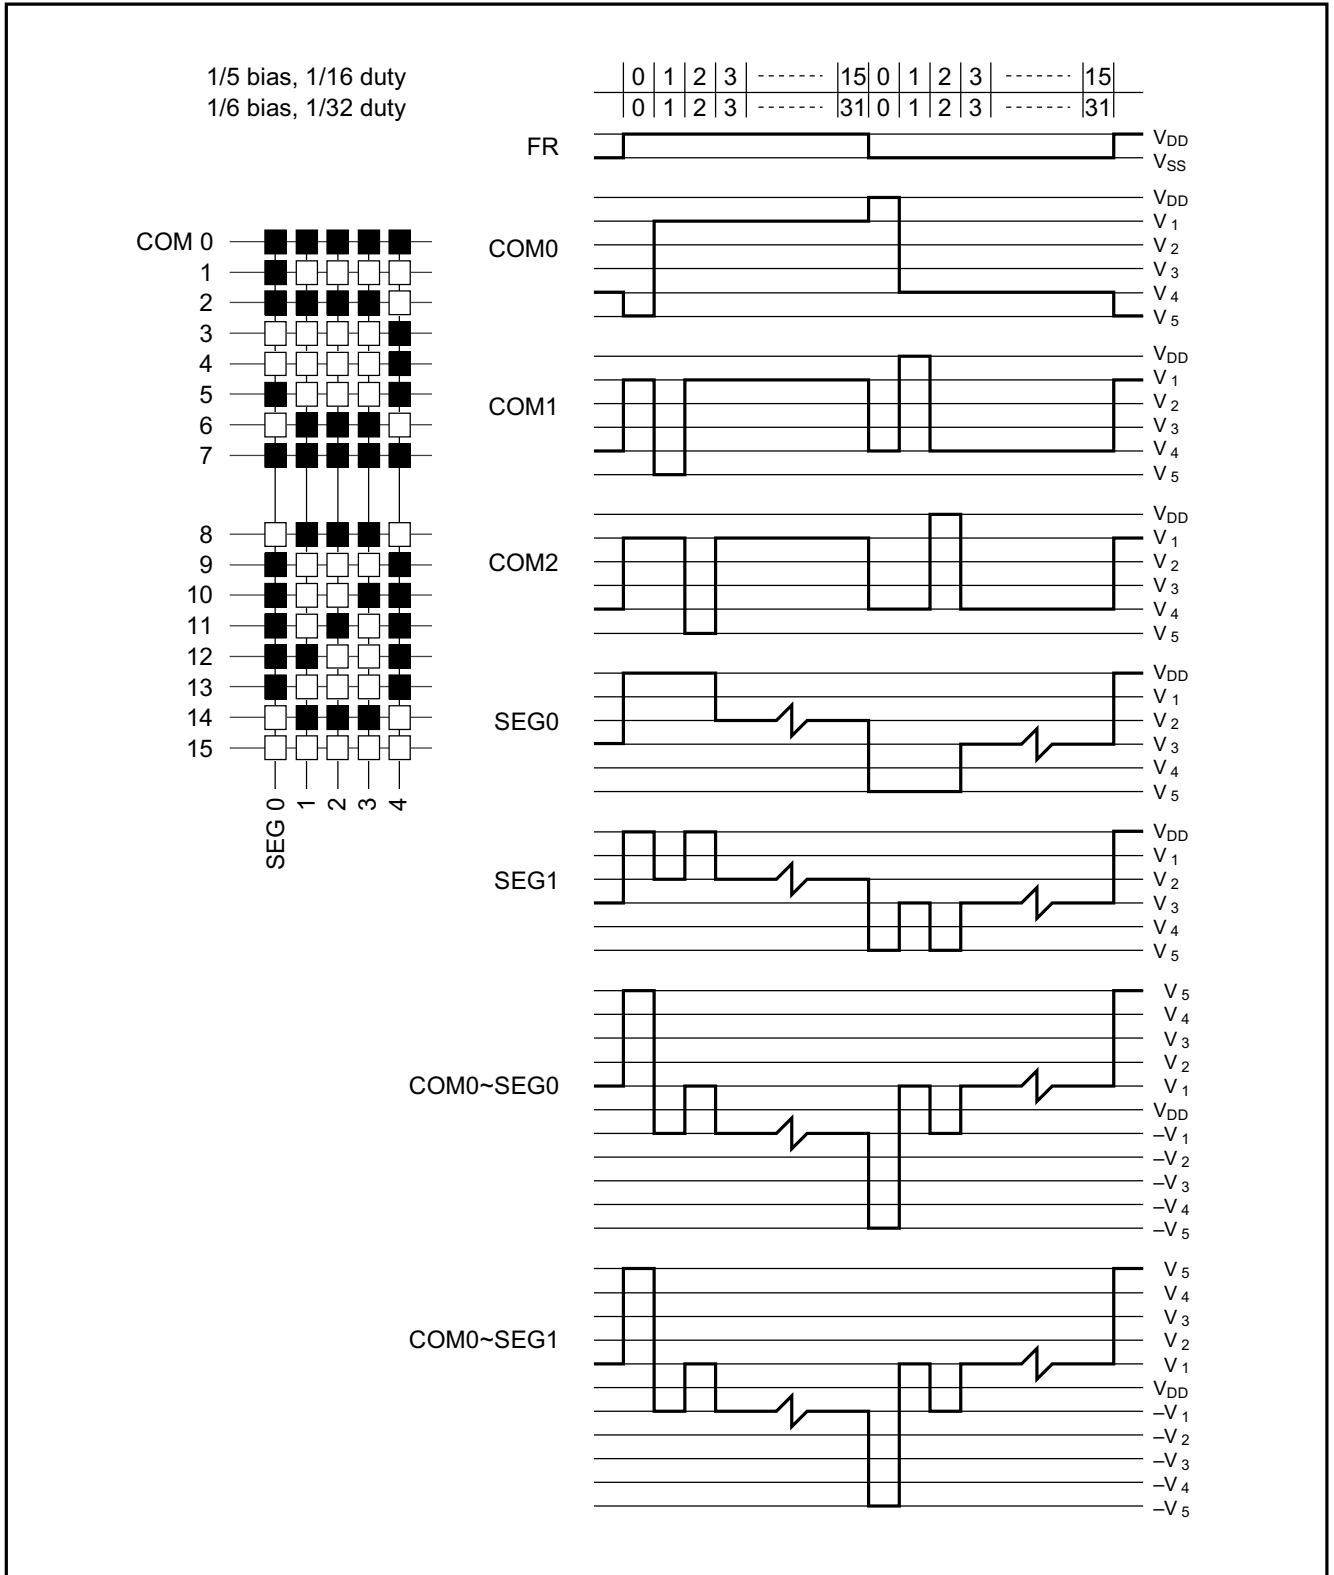 1/5 bias, 1/16 duty
0 1 2 3 -------- 15 0 1 2 3 -------- 15
1/6 bias, 1/32 duty
0 1 2 3 -------- 31 0 1 2 3 -------- 31
FR
VDD
VSS
COM 0
1
2
3
4
5
6
7
8
9
10
11
12
13
14
15
SEG 0
1
2
3
4
COM0
VDD
V1
V2
V3
V4
V5
COM1
VDD
V1
V2
V3
V4
V5
COM2
VDD
V1
V2
V3
V4
V5
SEG0
VDD
V1
V2
V3
V4
V5
SEG1
VDD
V1
V2
V3
V4
V5
COM0~SEG0
V5
V4
V3
V2
V1
VDD
–V1
–V2
–V3
–V4
–V5
COM0~SEG1
V5
V4
V3
V2
V1
VDD
–V1
–V2
–V3
–V4
–V5